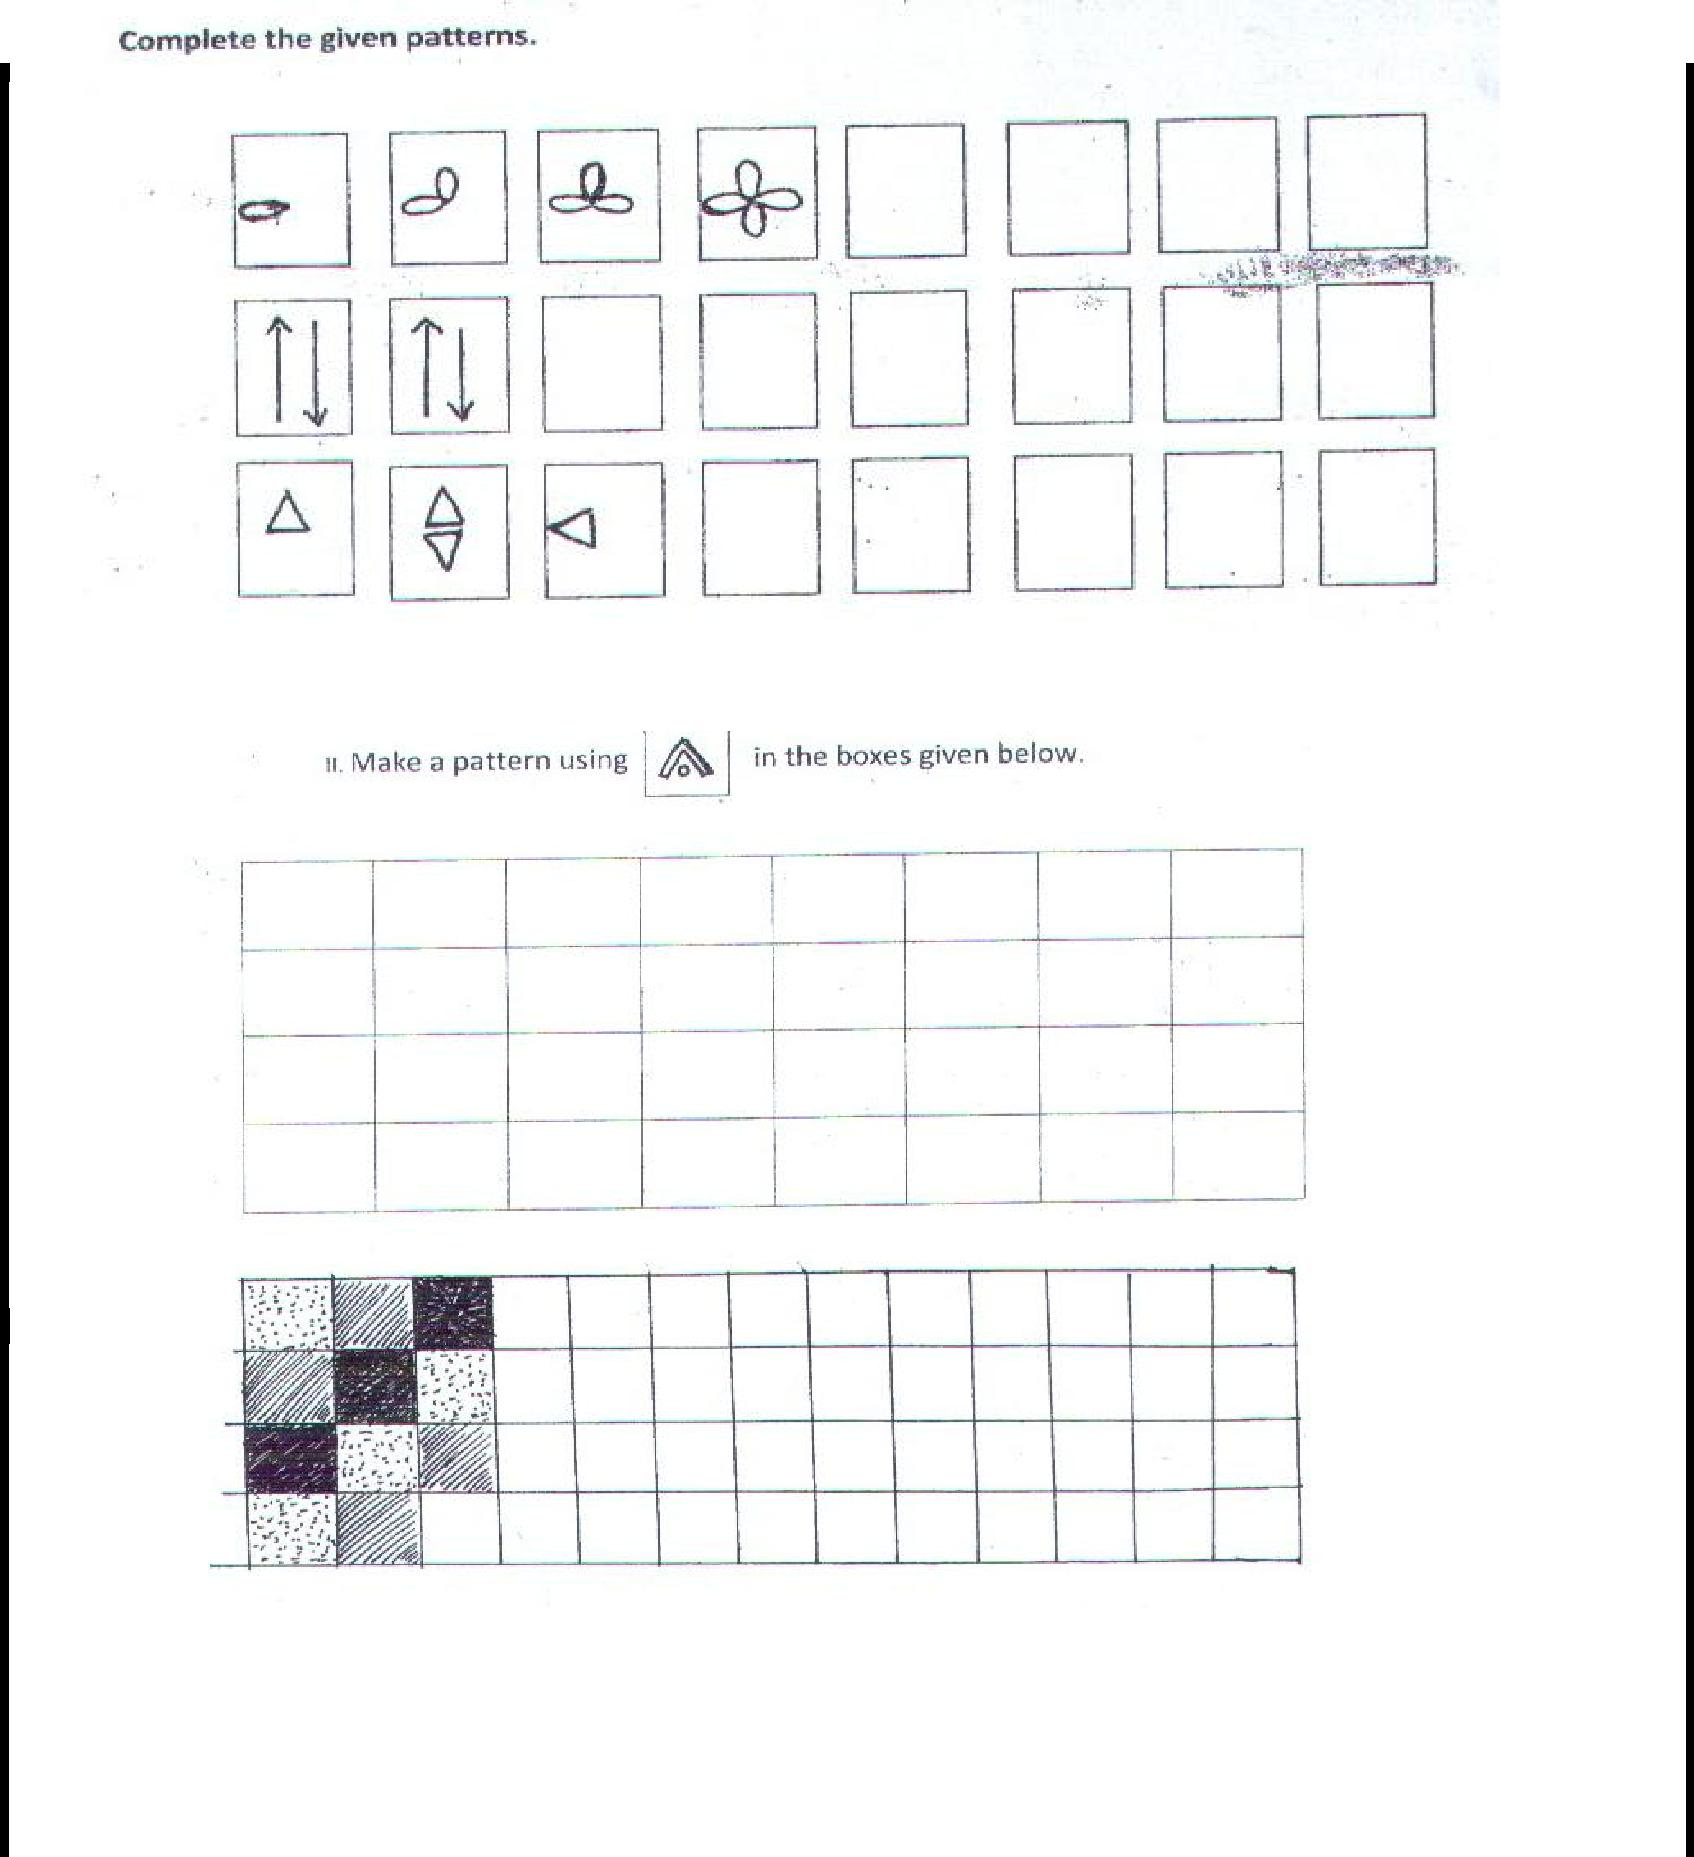 Complete the given patterns.
II. Make a pattern using in the boxes given below.